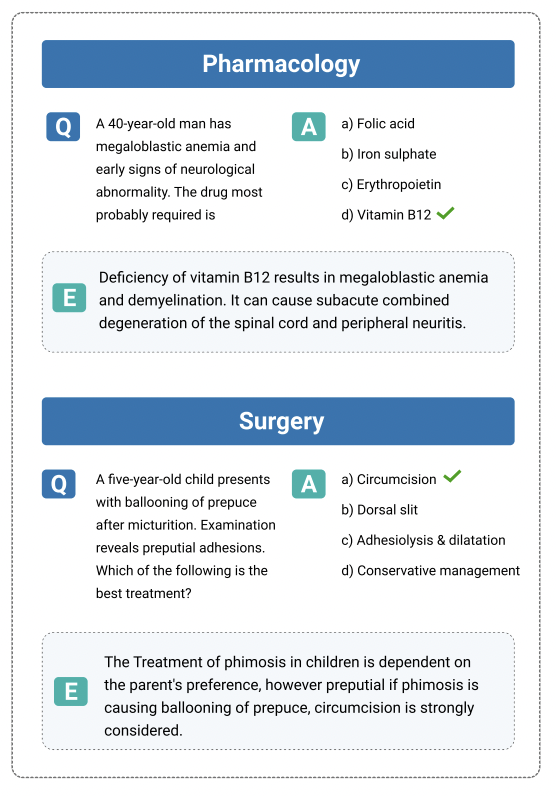 Pharmacology
Q
A 40-year-old man has
megaloblastic anemia and
early signs of neurological
abnormality. The drug most
probably required is
A
a) Folic acid
b) Iron sulphate
c) Erythropoietin
d) Vitamin B12
E
Deficiency of vitamin B12 results in megaloblastic anemia
and demyelination. It can cause subacute combined
degeneration of the spinal cord and peripheral neuritis.
Surgery
Q
A five-year-old child presents
with ballooning of prepuce
after micturition. Examination
reveals preputial adhesions.
Which of the following is the
best treatment?
A
a) Circumcision
b) Dorsal slit
c) Adhesiolysis & dilatation
d) Conservative management
E
The Treatment of phimosis in children is dependent on
the parent's preference, however preputial if phimosis is
causing ballooning of prepuce, circumcision is strongly
considered.